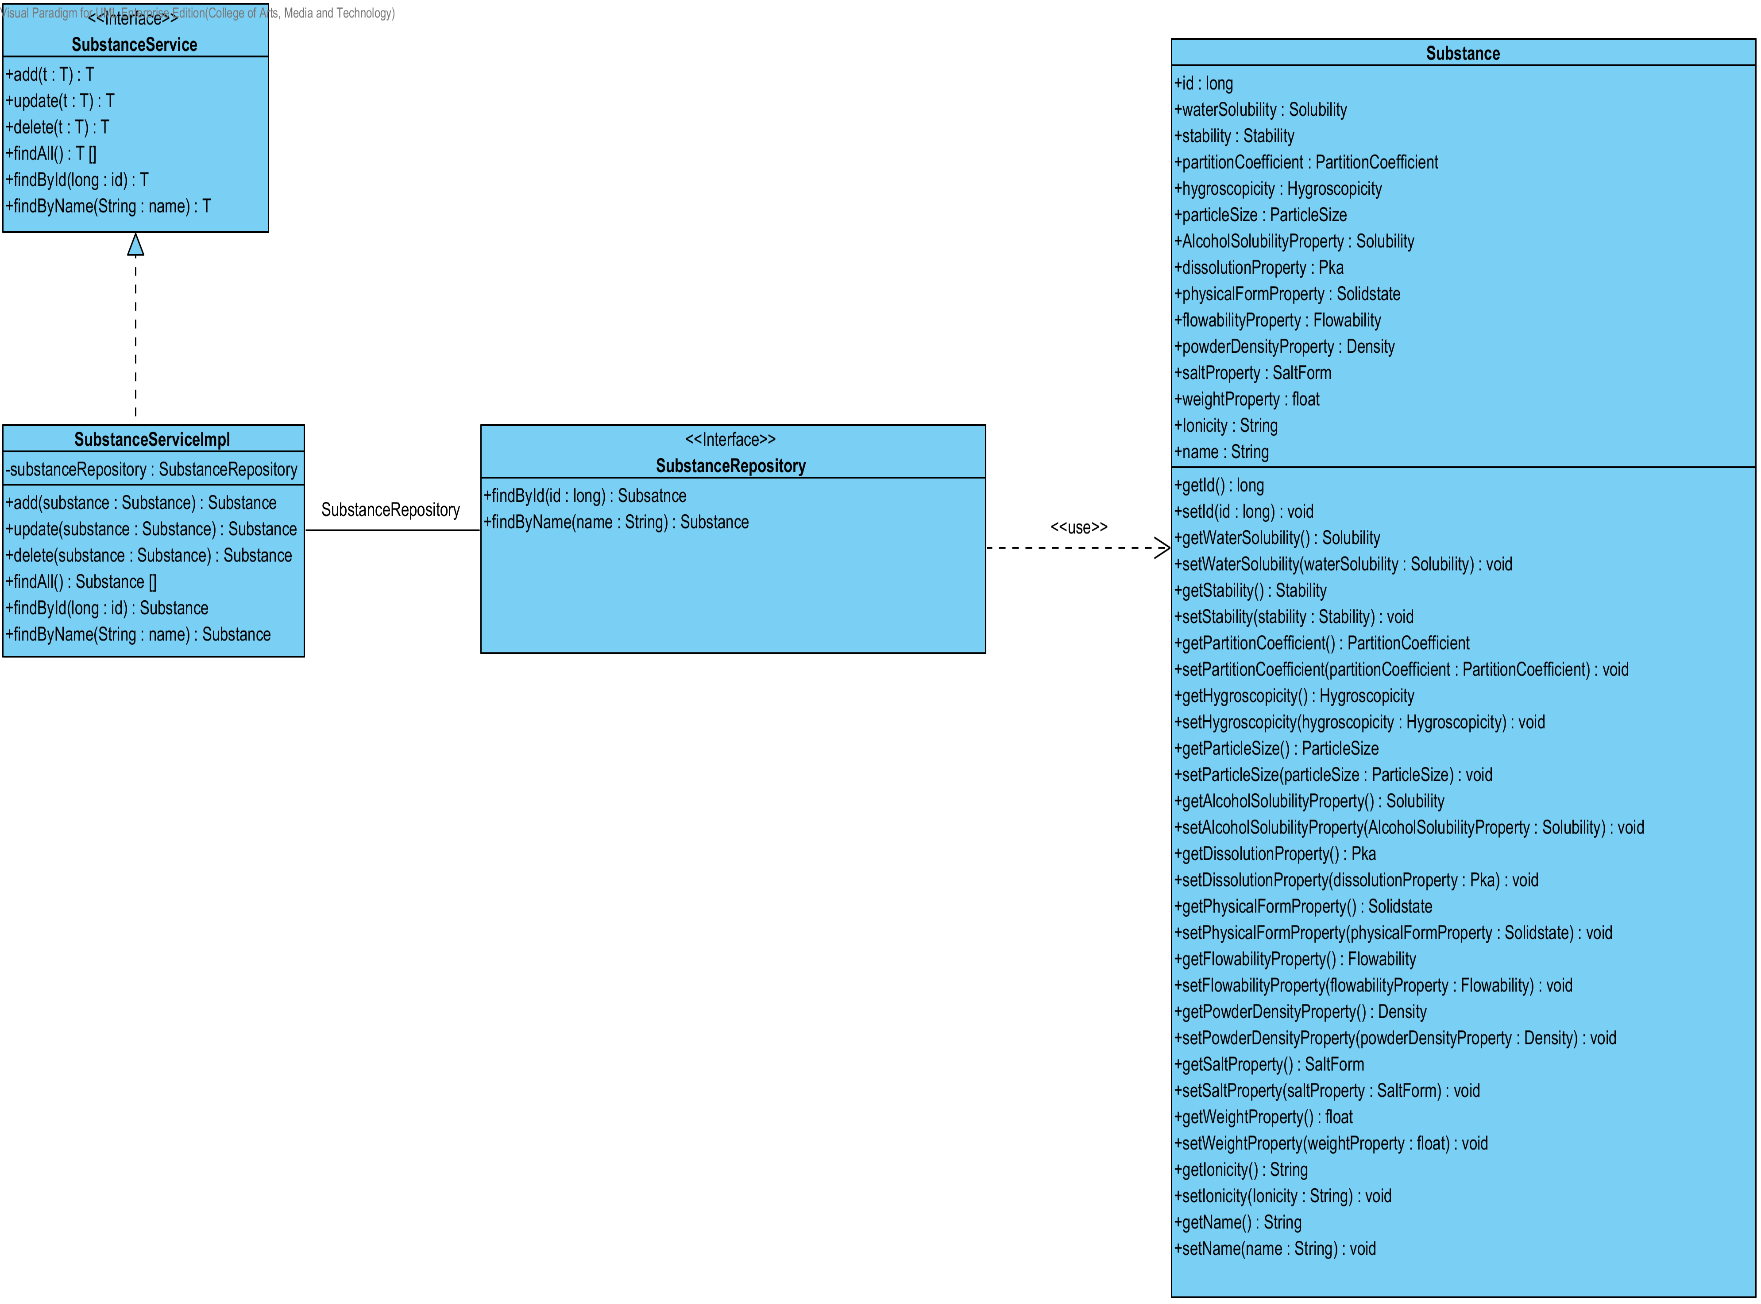 Visual Paradigm for UML Enterprise Edition(College of Arts, Media and Technology)
<<Interface>>
SubstanceService
+add(t : T) : T
+update(t : T) : T
+delete(t : T) : T
+findAll() : T []
+findById(long : id) : T
+findByName(String : name) : T
SubstanceServiceImpl
-substanceRepository : SubstanceRepository
+add(substance : Substance) : Substance
+update(substance : Substance) : Substance
+delete(substance : Substance) : Substance
+findAll() : Substance []
+findById(long : id) : Substance
+findByName(String : name) : Substance
SubstanceRepository
<<Interface>>
SubstanceRepository
+findById(id : long) : Subsatnce
+findByName(name : String) : Substance
<<use>>
Substance
+id : long
+waterSolubility : Solubility
+stability : Stability
+partitionCoefficient : PartitionCoefficient
+hygroscopicity : Hygroscopicity
+particleSize : ParticleSize
+AlcoholSolubilityProperty : Solubility
+dissolutionProperty : Pka
+physicalFormProperty : Solidstate
+flowabilityProperty : Flowability
+powderDensityProperty : Density
+saltProperty : SaltForm
+weightProperty : float
+Ionicity : String
+name : String
+getId() : long
+setId(id : long) : void
+getWaterSolubility() : Solubility
+setWaterSolubility(waterSolubility : Solubility) : void
+getStability() : Stability
+setStability(stability : Stability) : void
+getPartitionCoefficient() : PartitionCoefficient
+setPartitionCoefficient(partitionCoefficient : PartitionCoefficient) : void
+getHygroscopicity() : Hygroscopicity
+setHygroscopicity(hygroscopicity : Hygroscopicity) : void
+getParticleSize() : ParticleSize
+setParticleSize(particleSize : ParticleSize) : void
+getAlcoholSolubilityProperty() : Solubility
+setAlcoholSolubilityProperty(AlcoholSolubilityProperty : Solubility) : void
+getDissolutionProperty() : Pka
+setDissolutionProperty(dissolutionProperty : Pka) : void
+getPhysicalFormProperty() : Solidstate
+setPhysicalFormProperty(physicalFormProperty : Solidstate) : void
+getFlowabilityProperty() : Flowability
+setFlowabilityProperty(flowabilityProperty : Flowability) : void
+getPowderDensityProperty() : Density
+setPowderDensityProperty(powderDensityProperty : Density) : void
+getSaltProperty() : SaltForm
+setSaltProperty(saltProperty : SaltForm) : void
+getWeightProperty() : float
+setWeightProperty(weightProperty : float) : void
+getIonicity() : String
+setIonicity(Ionicity : String) : void
+getName() : String
+setName(name : String) : void